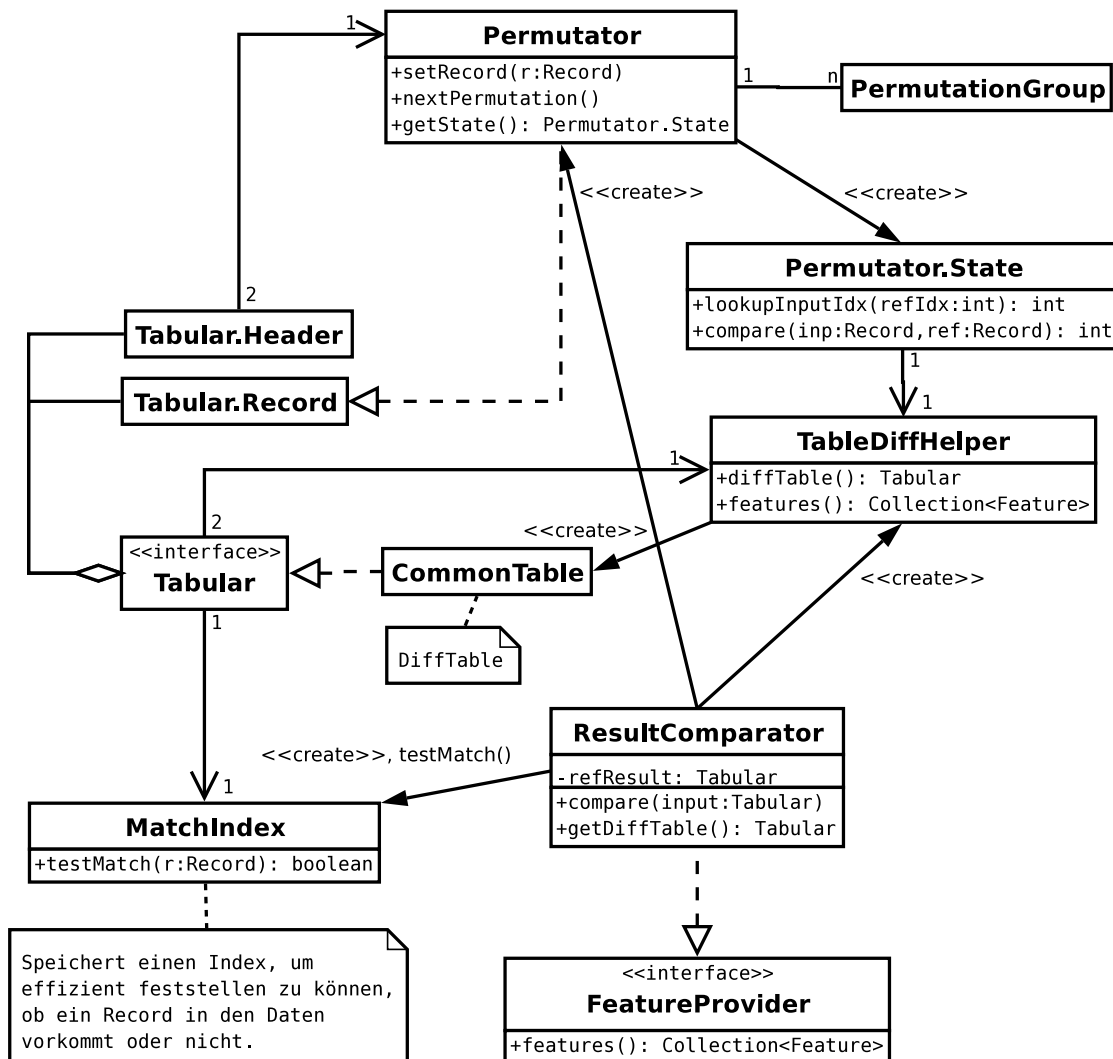 1
Permutator
+setRecord(r:Record)
+nextPermutation()
+getState(): Permutator.State
1
n
PermutationGroup
<<create>>
<<create>>
Permutator.State
+lookupInputIdx(refIdx:int): int
+compare(inp:Record,ref:Record): int
2
Tabular.Header
Tabular.Record
1
1
TableDiffHelper
+diffTable(): Tabular
+features(): Collection<Feature>
1
2
<<interface>>
Tabular
1
<<create>>
CommonTable
DiffTable
<<create>>
ResultComparator
-refResult: Tabular
+compare(input:Tabular)
+getDiffTable(): Tabular
<<create>>, testMatch()
1
MatchIndex
+testMatch(r:Record): boolean
Speichert einen Index, um
effizient feststellen zu können,
ob ein Record in den Daten
vorkommt oder nicht.
<<interface>>
FeatureProvider
+features(): Collection<Feature>